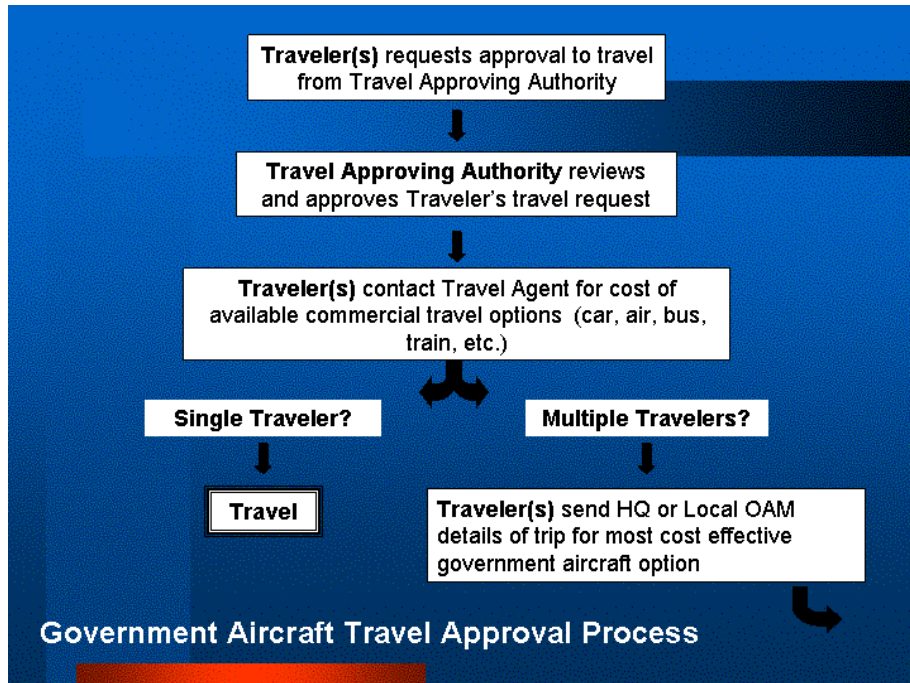 Traveler(s) requests approval to travel
from Travel Approving Authority
Travel Approving Authority reviews
and approves Traveler's travel request
Traveler(s) contact Travel Agent for cost of
available commercial travel options (car, air, bus,
train, etc.)
Single Traveler?
Multiple Travelers?
Travel
Traveler(s) send HQ or Local OAM
details of trip for most cost effective
government aircraft option
Government Aircraft Travel Approval Process